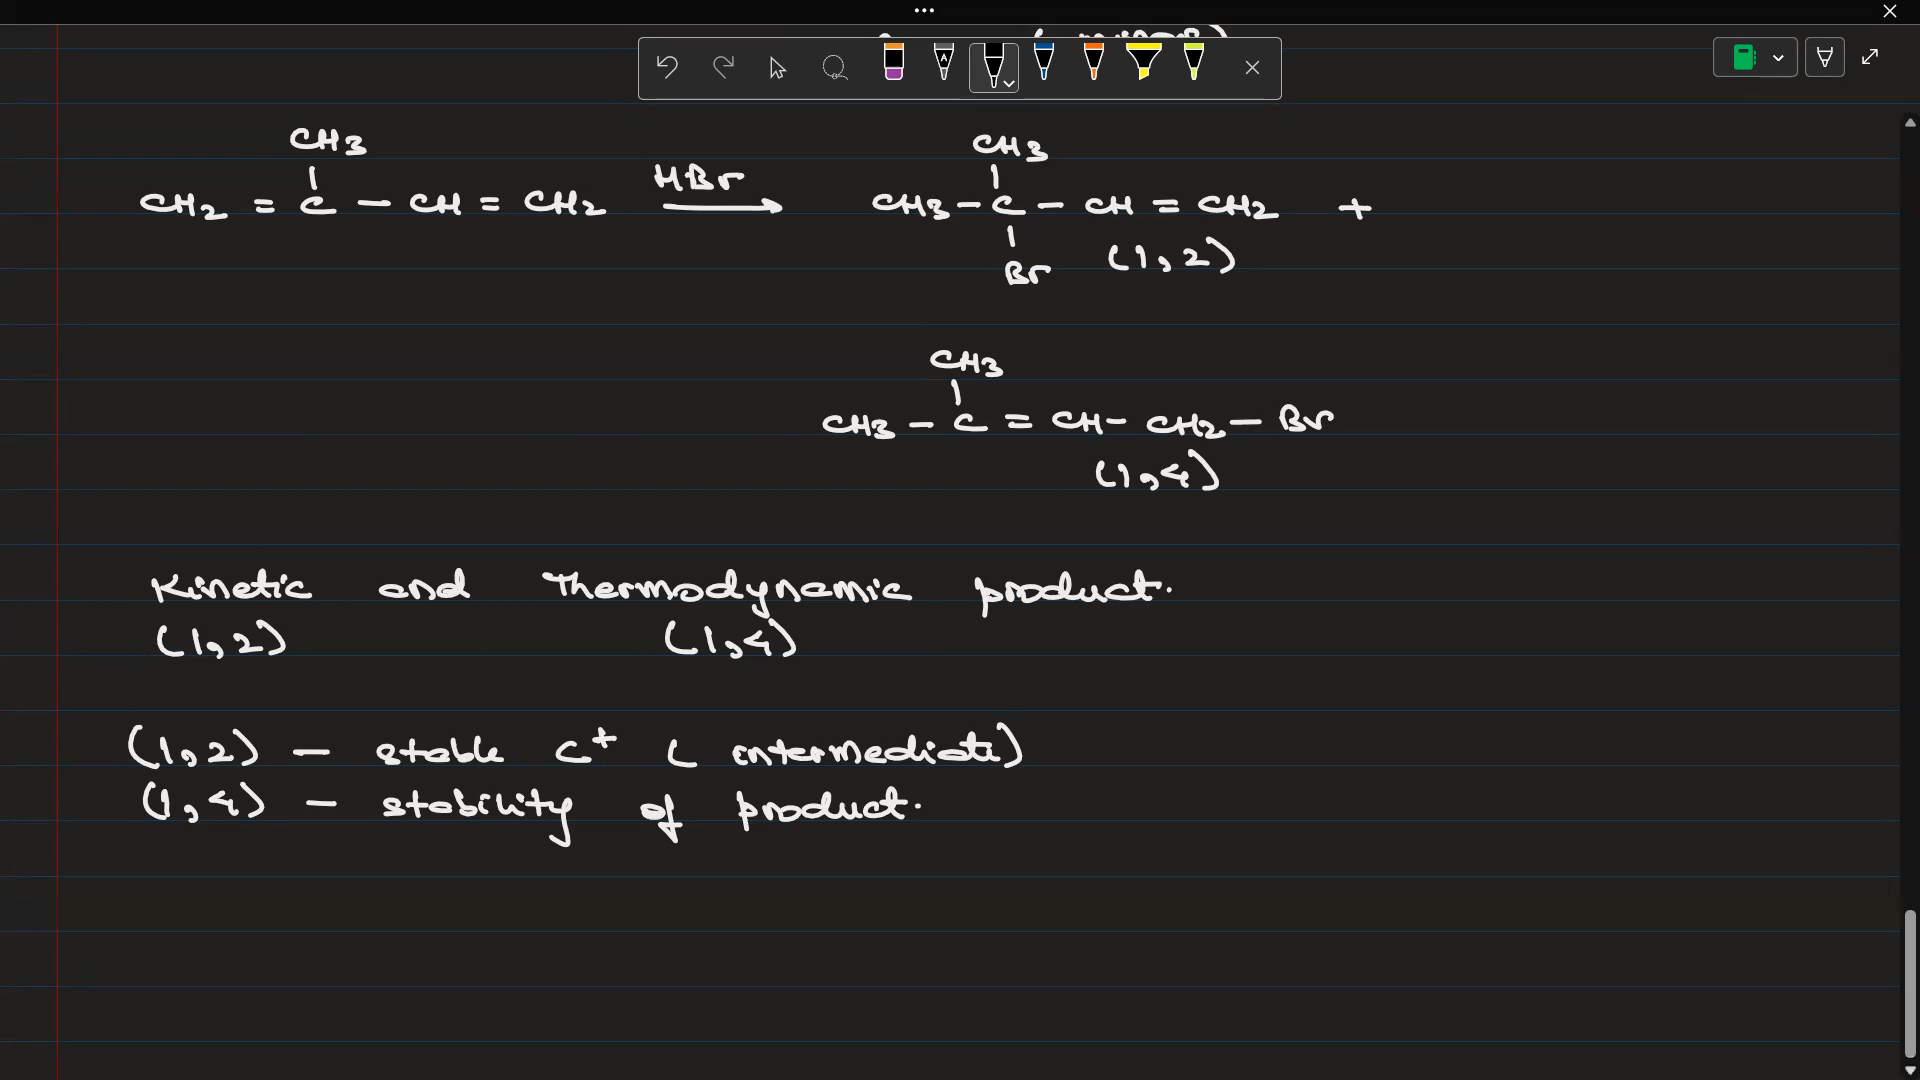 CH3 CH3
CH2 = C - CH = CH2 HBr → CH3 - C - CH = CH2 +
Br (1,2)
CH3
CH3 - C = CH - CH2 - Br
(1,4)
Kinetic and Thermodynamic product.
(1,2) (1,4)
(1,2) - stable C+ ( intermediate)
(1,4) - stability of product.